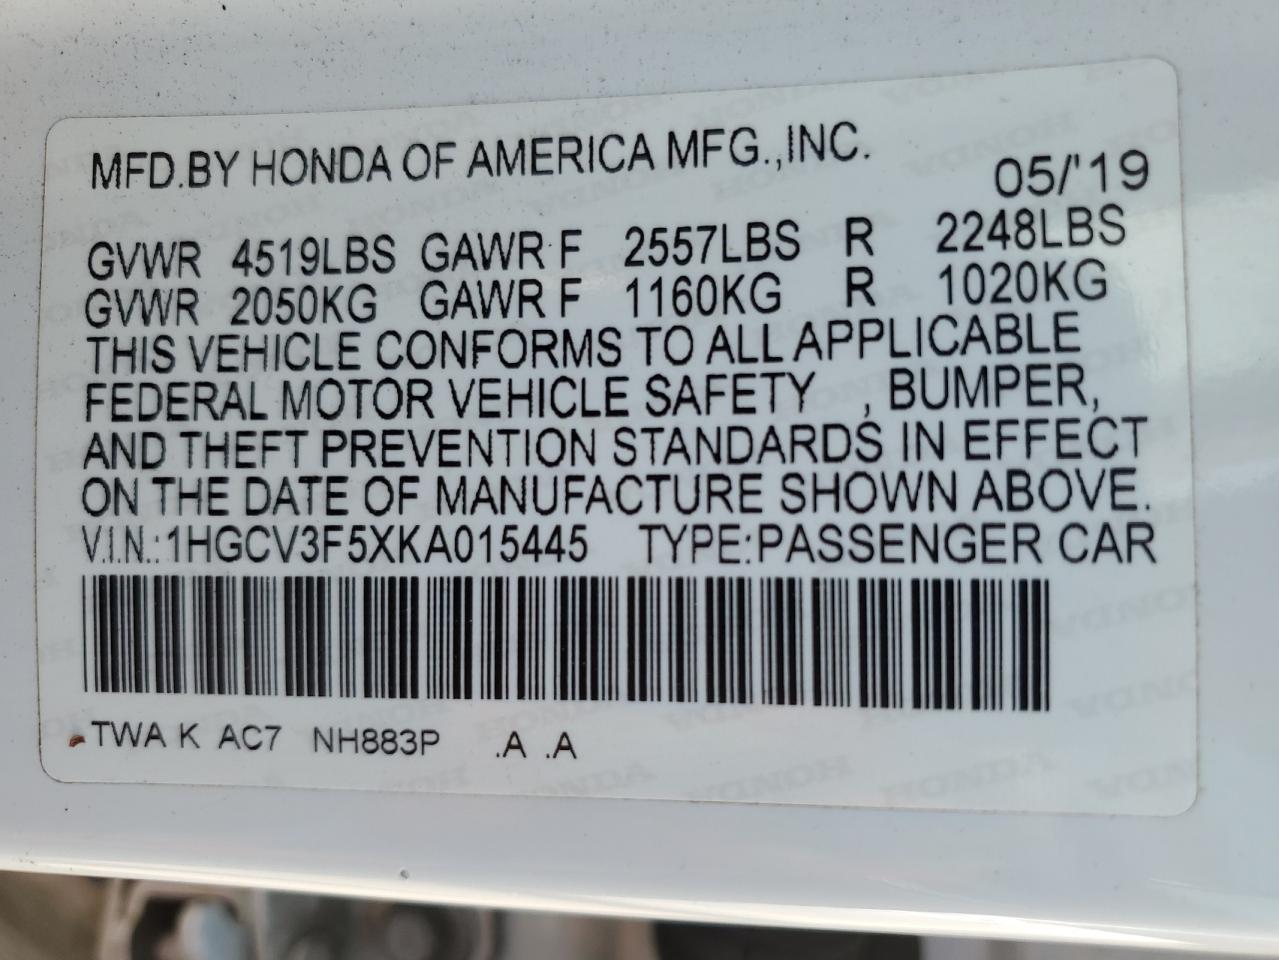 MFD.BY HONDA OF AMERICA MFG.,INC.
05/'19
GVWR 4519LBS GAWR F 2557LBS R 2248LBS
GVWR 2050KG GAWR F 1160KG R 1020KG
THIS VEHICLE CONFORMS TO ALL APPLICABLE
FEDERAL MOTOR VEHICLE SAFETY , BUMPER,
AND THEFT PREVENTION STANDARDS IN EFFECT
ON THE DATE OF MANUFACTURE SHOWN ABOVE.
V.I.N.:1HGCV3F5XKA015445 TYPE:PASSENGER CAR
TWA K AC7 NH883P .A .A